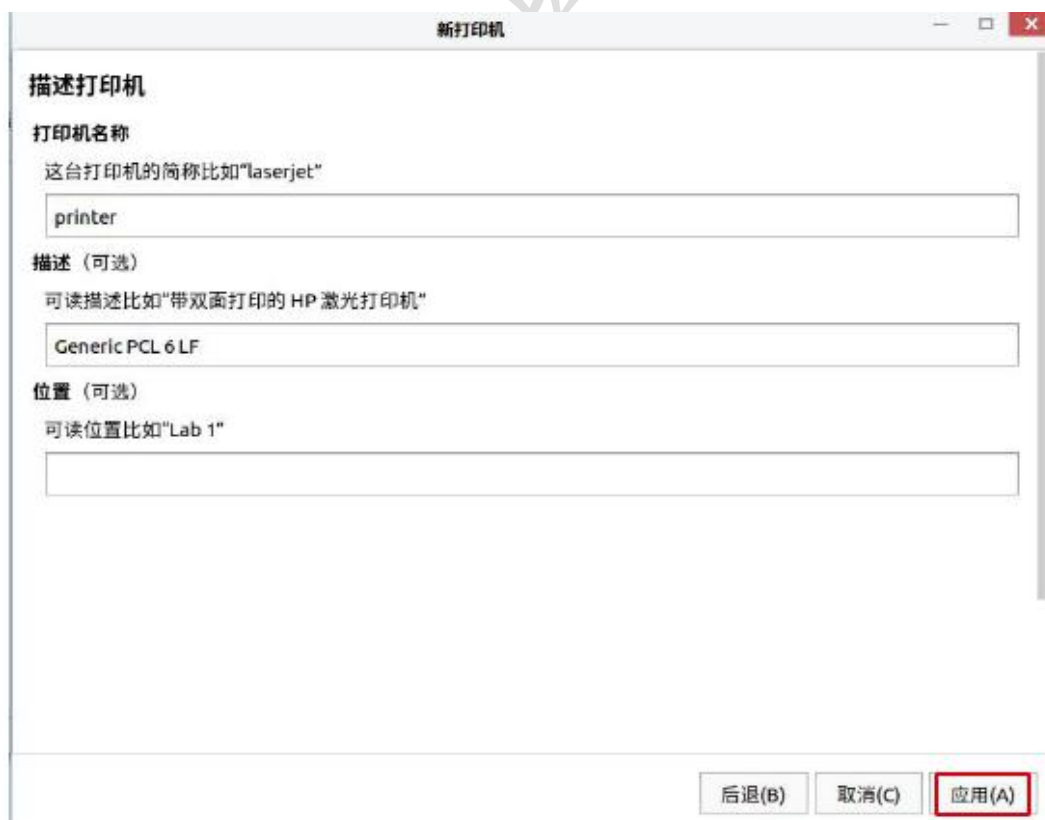 新打印机
描述打印机
打印机名称
这台打印机的简称比如“laserjet”
printer
描述（可选）
可读描述比如“带双面打印的 HP 激光打印机”
Generic PCL 6 LF
位置（可选）
可读位置比如“Lab 1”
后退(B) 取消(C) 应用(A)